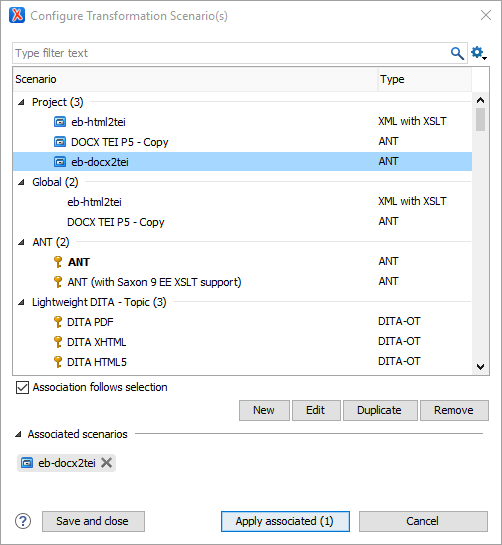 Configure Transformation Scenario(s)
Type filter text
Scenario Type
Project (3)
eb-html2tei XML with XSLT
DOCX TEI P5 - Copy ANT
eb-docx2tei ANT
Global (2)
eb-html2tei XML with XSLT
DOCX TEI P5 - Copy ANT
ANT (2)
ANT ANT
ANT (with Saxon 9 EE XSLT support) ANT
Lightweight DITA - Topic (3)
DITA PDF DITA-OT
DITA XHTML DITA-OT
DITA HTML5 DITA-OT
Association follows selection
New Edit Duplicate Remove
Associated scenarios
eb-docx2tei
? Save and close Apply associated (1) Cancel